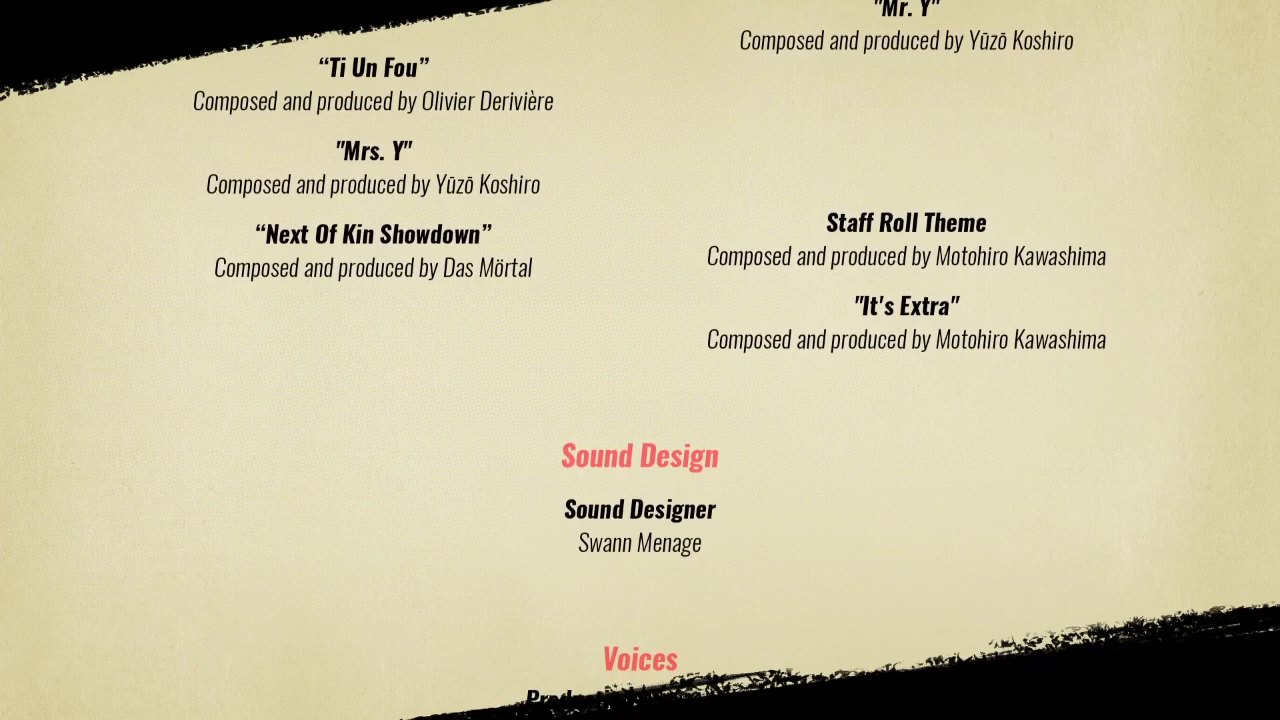 "Mr. Y"
Composed and produced by Yūzō Koshiro
“Ti Un Fou”
Composed and produced by Olivier Derivière
"Mrs. Y"
Composed and produced by Yūzō Koshiro
“Next Of Kin Showdown”
Composed and produced by Das Mörtal
Staff Roll Theme
Composed and produced by Motohiro Kawashima
"It's Extra"
Composed and produced by Motohiro Kawashima
Sound Design
Sound Designer
Swann Menage
Voices